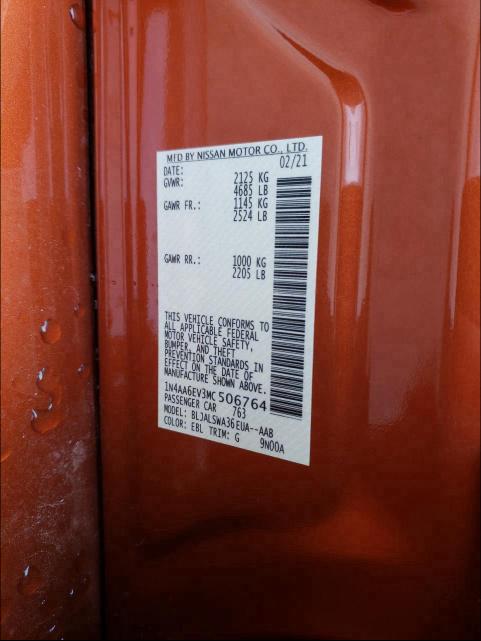 MFD BY NISSAN MOTOR CO., LTD.
DATE: 02/21
GVWR: 2125 KG
4685 LB
GAWR FR.: 1145 KG
2524 LB
GAWR RR.: 1000 KG
2205 LB
THIS VEHICLE CONFORMS TO
ALL APPLICABLE FEDERAL
MOTOR VEHICLE SAFETY,
BUMPER, AND THEFT
PREVENTION STANDARDS IN
EFFECT ON THE DATE OF
MANUFACTURE SHOWN ABOVE.
1N4AA6EV3MC506764
PASSENGER CAR 763
MODEL: BLJALSWA36EUA--AAB
COLOR: EBL TRIM: G 9N00A